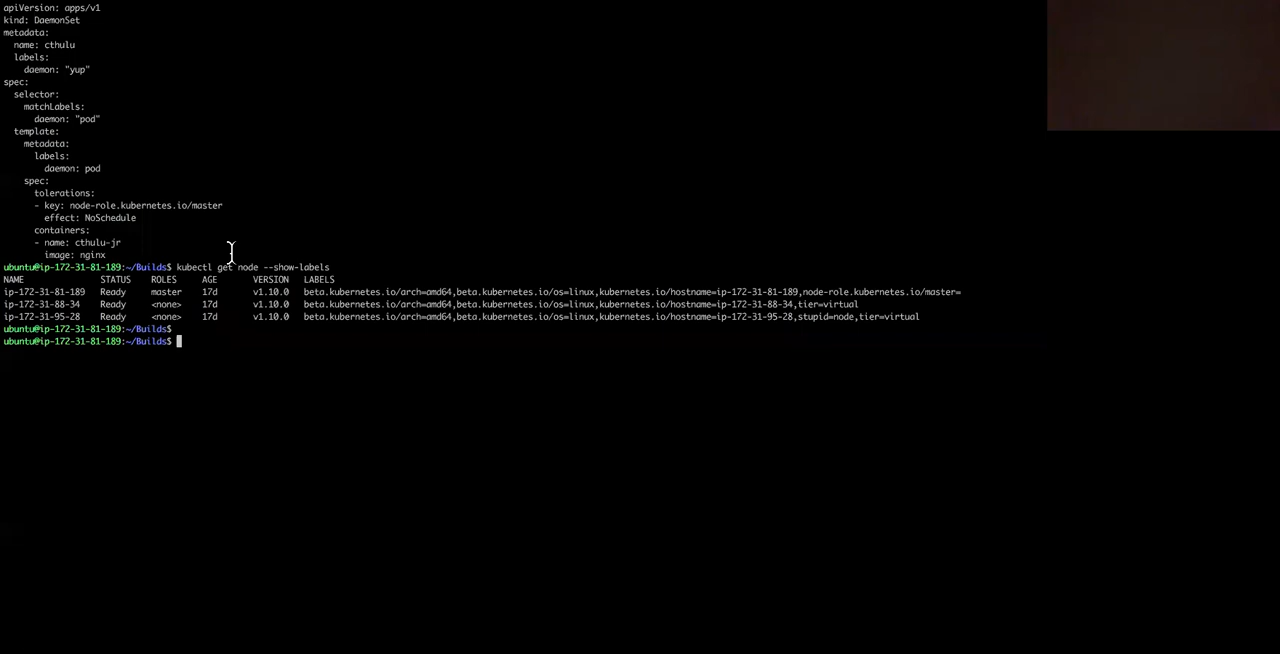 apiVersion: apps/v1
kind: DaemonSet
metadata:
  name: cthulu
  labels:
    daemon: "yup"
spec:
  selector:
    matchLabels:
      daemon: "pod"
  template:
    metadata:
      labels:
        daemon: pod
    spec:
      tolerations:
      - key: node-role.kubernetes.io/master
        effect: NoSchedule
      containers:
      - name: cthulu-jr
        image: nginx
ubuntu@ip-172-31-81-189:~/Builds$ kubectl get node --show-labels
NAME STATUS ROLES AGE VERSION LABELS
ip-172-31-81-189 Ready master 17d v1.10.0 beta.kubernetes.io/arch=amd64,beta.kubernetes.io/os=linux,kubernetes.io/hostname=ip-172-31-81-189,node-role.kubernetes.io/master=
ip-172-31-88-34 Ready <none> 17d v1.10.0 beta.kubernetes.io/arch=amd64,beta.kubernetes.io/os=linux,kubernetes.io/hostname=ip-172-31-88-34,tier=virtual
ip-172-31-95-28 Ready <none> 17d v1.10.0 beta.kubernetes.io/arch=amd64,beta.kubernetes.io/os=linux,kubernetes.io/hostname=ip-172-31-95-28,stupid=node,tier=virtual
ubuntu@ip-172-31-81-189:~/Builds$
ubuntu@ip-172-31-81-189:~/Builds$